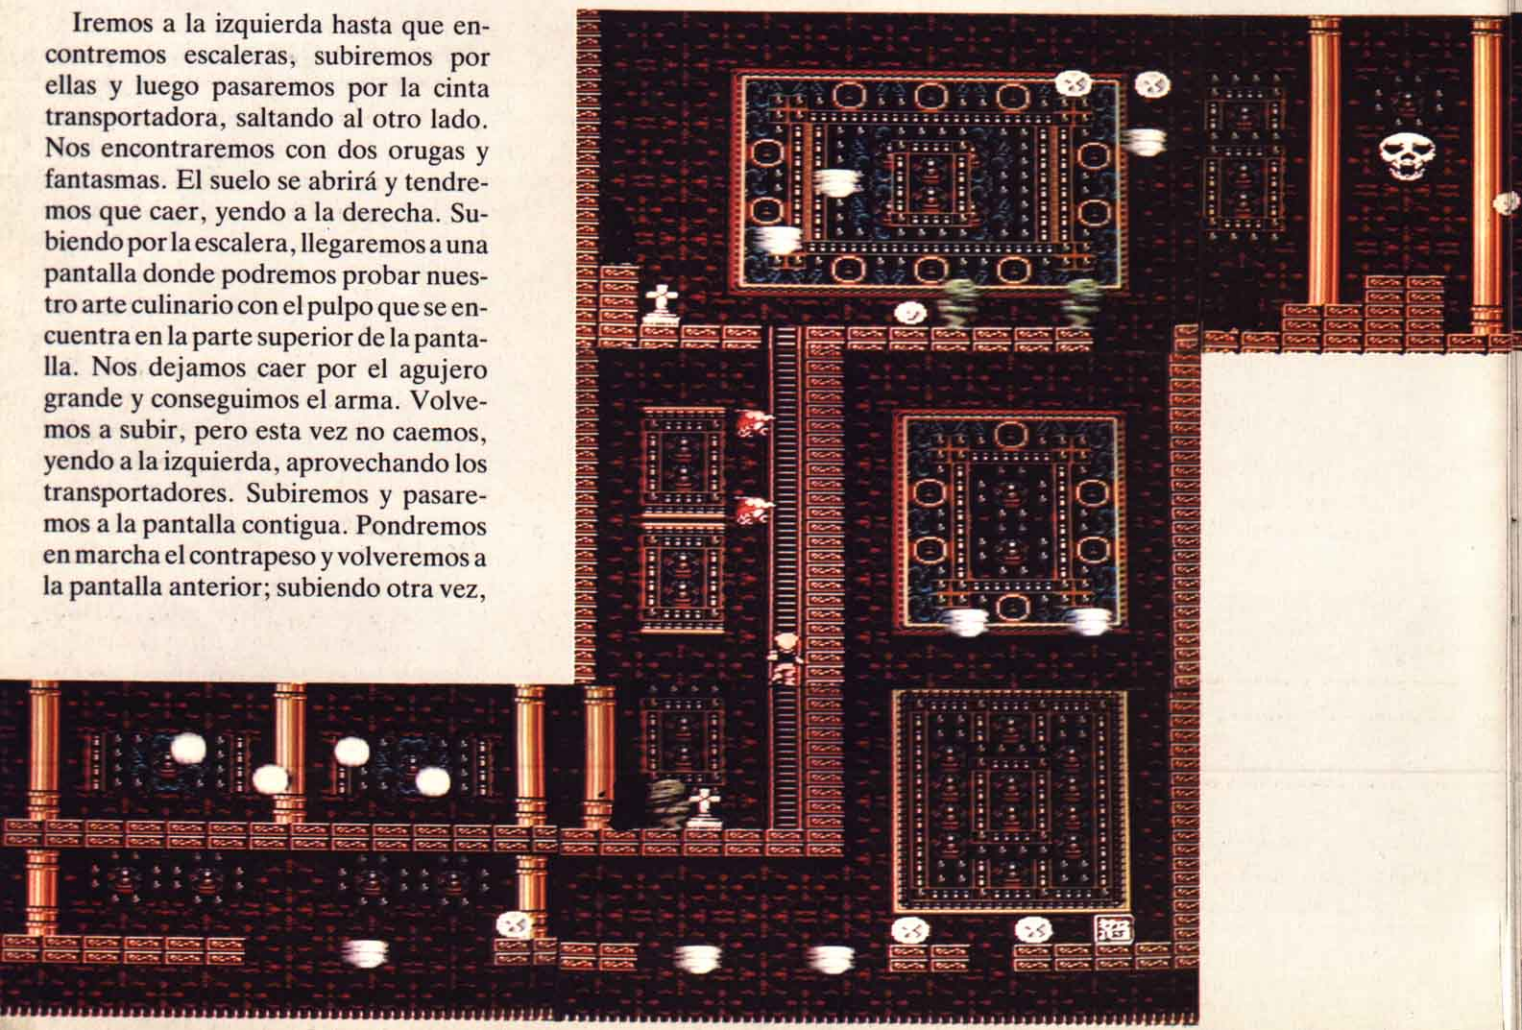 Iremos a la izquierda hasta que en-
contremos escaleras, subiremos por
ellas y luego pasaremos por la cinta
transportadora, saltando al otro lado.
Nos encontraremos con dos orugas y
fantasmas. El suelo se abrirá y tendre-
mos que caer, yendo a la derecha. Su-
biendo por la escalera, llegaremos a una
pantalla donde podremos probar nues-
tro arte culinario con el pulpo que se en-
cuentra en la parte superior de la panta-
lla. Nos dejamos caer por el agujero
grande y conseguimos el arma. Volve-
mos a subir, pero esta vez no caemos,
yendo a la izquierda, aprovechando los
transportadores. Subiremos y pasare-
mos a la pantalla contigua. Pondremos
en marcha el contrapeso y volveremos a
la pantalla anterior; subiendo otra vez,